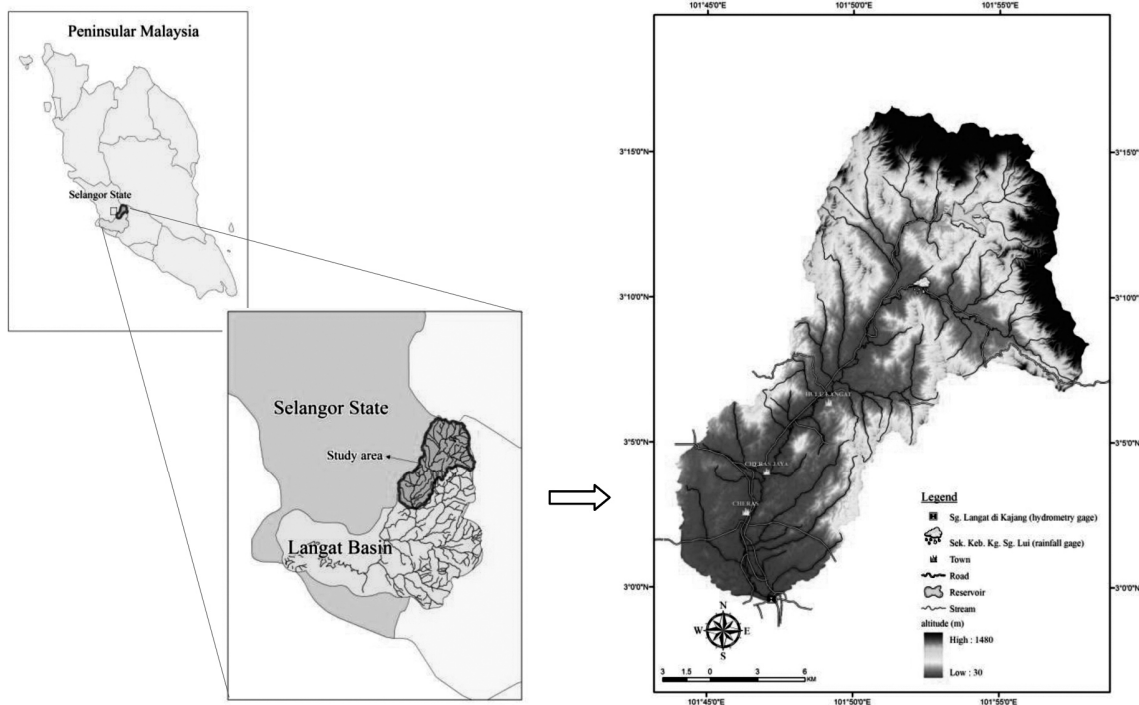 Peninsular Malaysia
Selangor State
Selangor State
Study area
Langat Basin
101°45'0"E 101°50'0"E 101°55'0"E
3°15'0"N 3°15'0"N
3°10'0"N 3°10'0"N
HULU LANGAT
3°5'0"N 3°5'0"N
CHERAS JAYA
CHERAS
3°0'0"N 3°0'0"N
Legend
Sg. Langat di Kajang (hydrometry gage)
Sek. Keb. Kg. Sg. Lui (rainfall gage)
Town
Road
Reservoir
Stream
altitude (m)
High : 1480
Low : 30
N
W E
S
3 1.5 0 3 6
KM
101°45'0"E 101°50'0"E 101°55'0"E